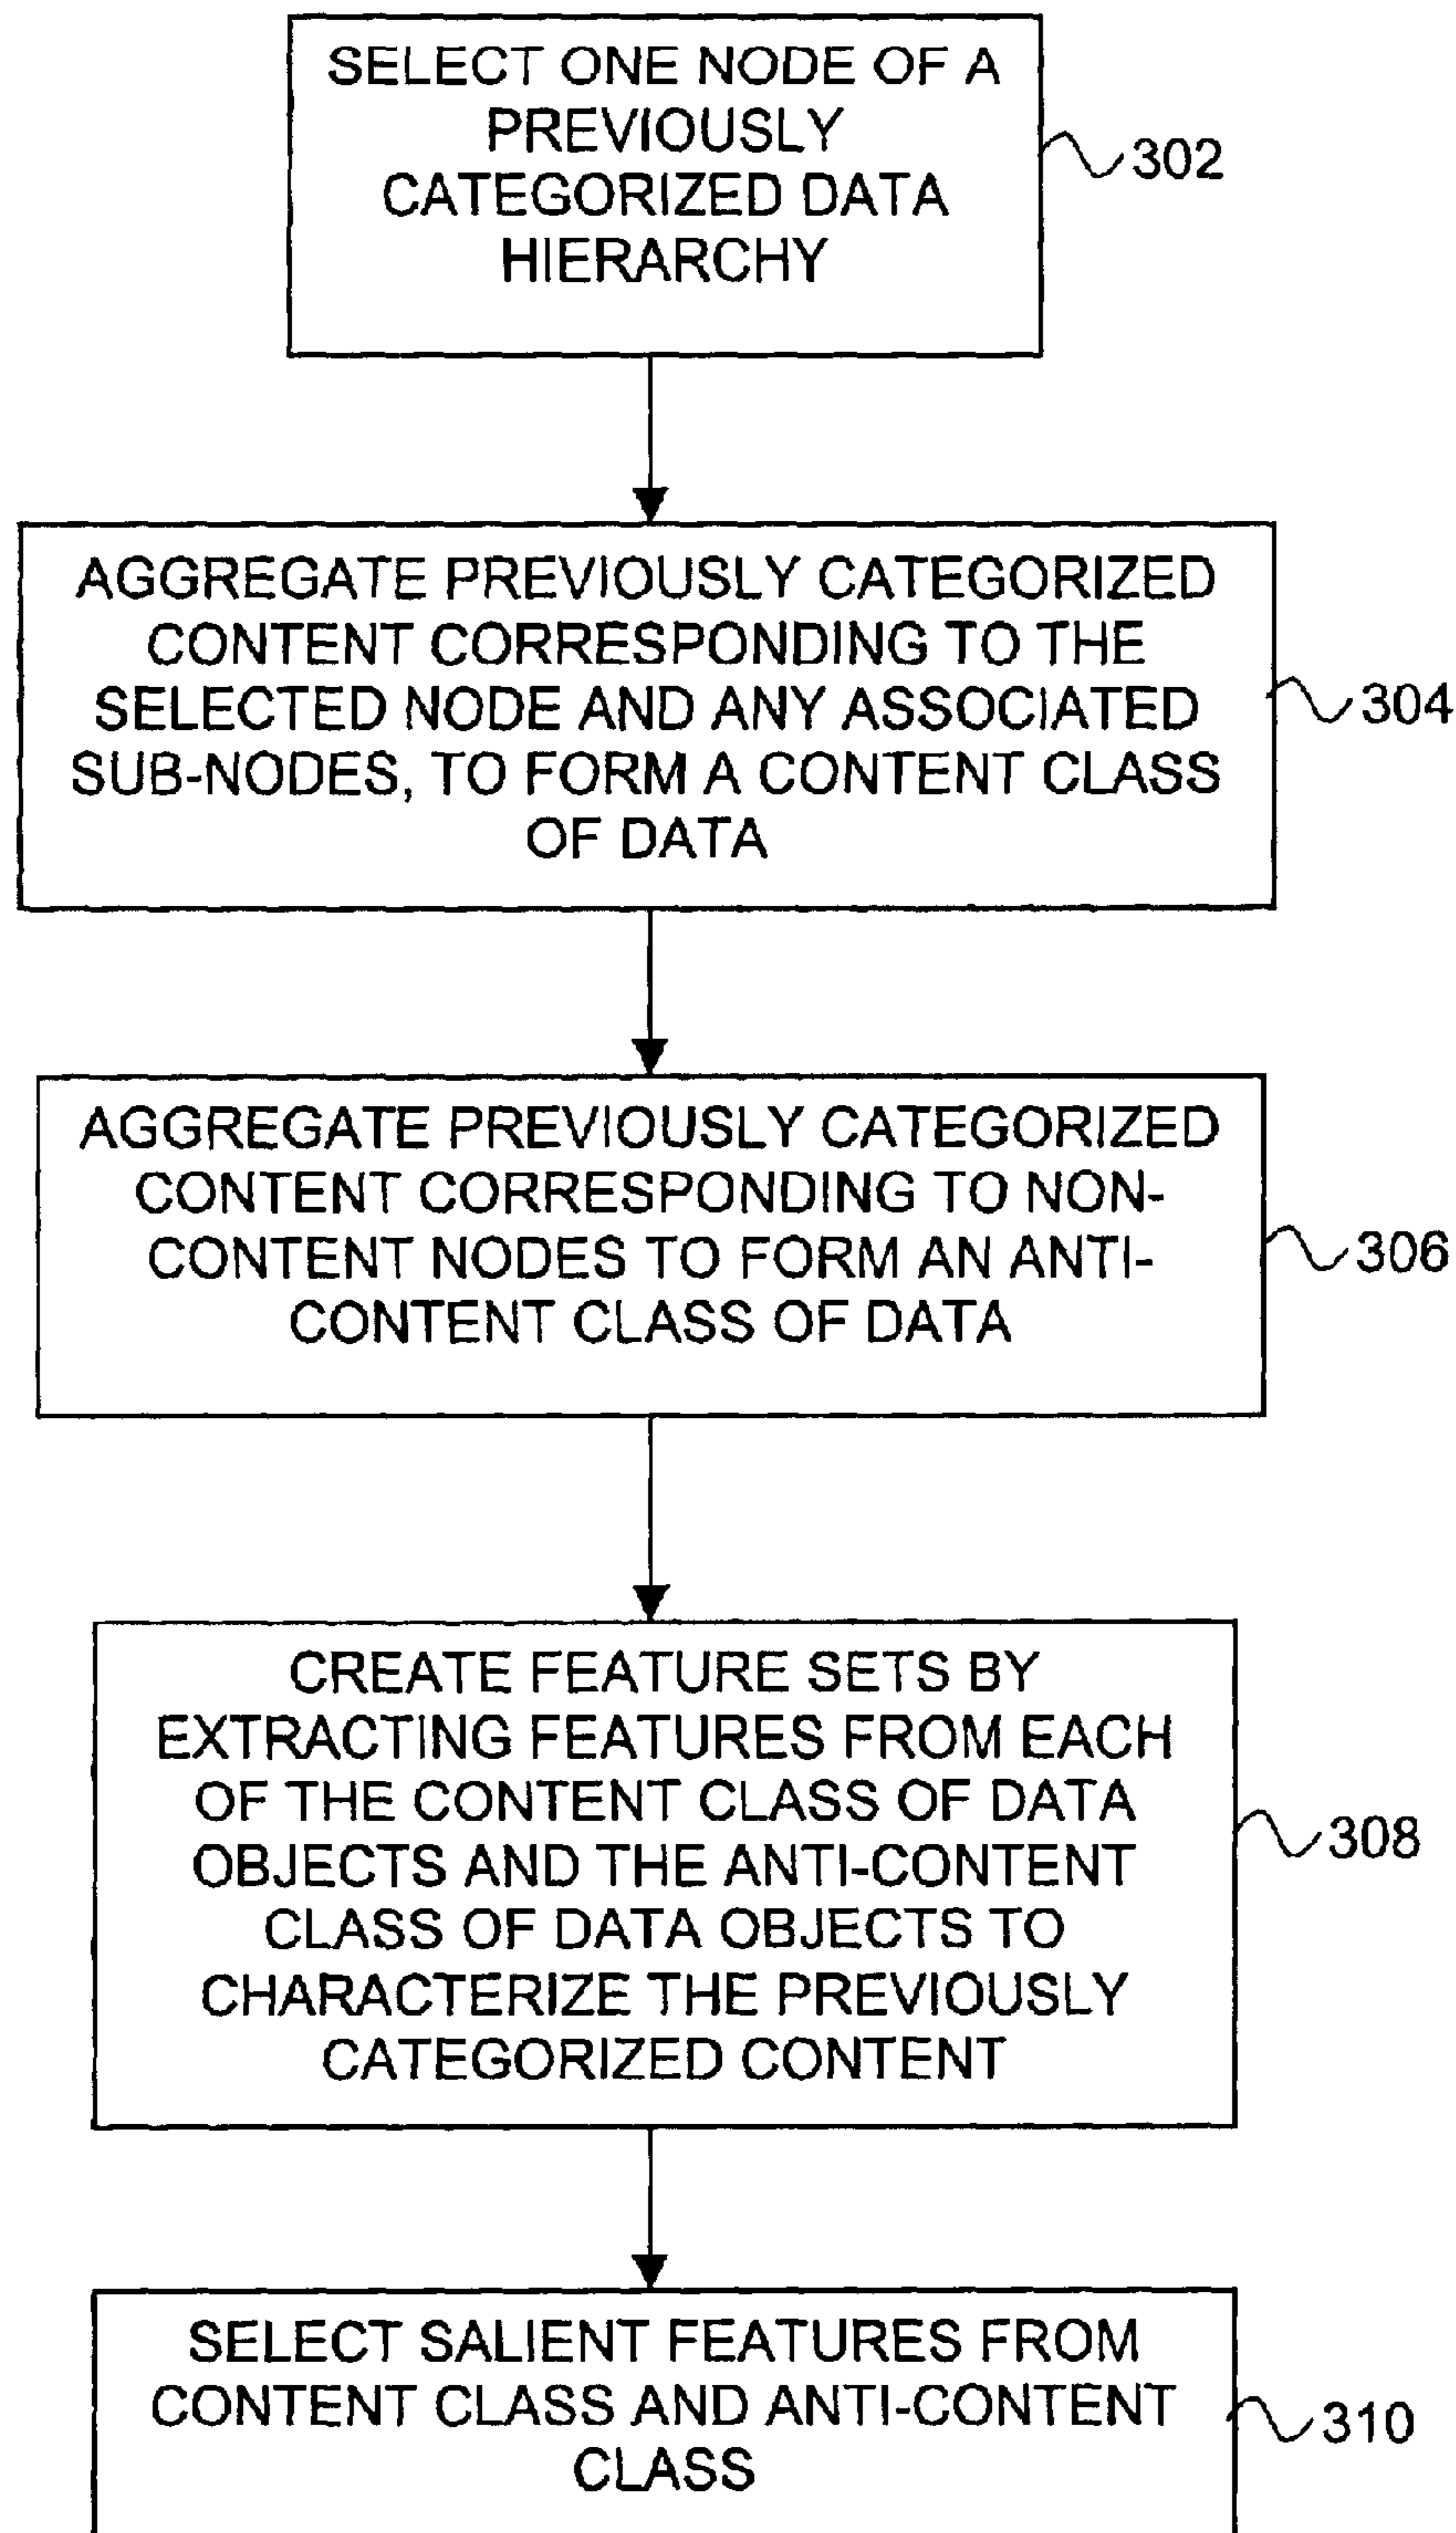 SELECT ONE NODE OF A
PREVIOUSLY
CATEGORIZED DATA
HIERARCHY
302
AGGREGATE PREVIOUSLY CATEGORIZED
CONTENT CORRESPONDING TO THE
SELECTED NODE AND ANY ASSOCIATED
SUB-NODES, TO FORM A CONTENT CLASS
OF DATA
304
AGGREGATE PREVIOUSLY CATEGORIZED
CONTENT CORRESPONDING TO NON-
CONTENT NODES TO FORM AN ANTI-
CONTENT CLASS OF DATA
306
CREATE FEATURE SETS BY
EXTRACTING FEATURES FROM EACH
OF THE CONTENT CLASS OF DATA
OBJECTS AND THE ANTI-CONTENT
CLASS OF DATA OBJECTS TO
CHARACTERIZE THE PREVIOUSLY
CATEGORIZED CONTENT
308
SELECT SALIENT FEATURES FROM
CONTENT CLASS AND ANTI-CONTENT
CLASS
310